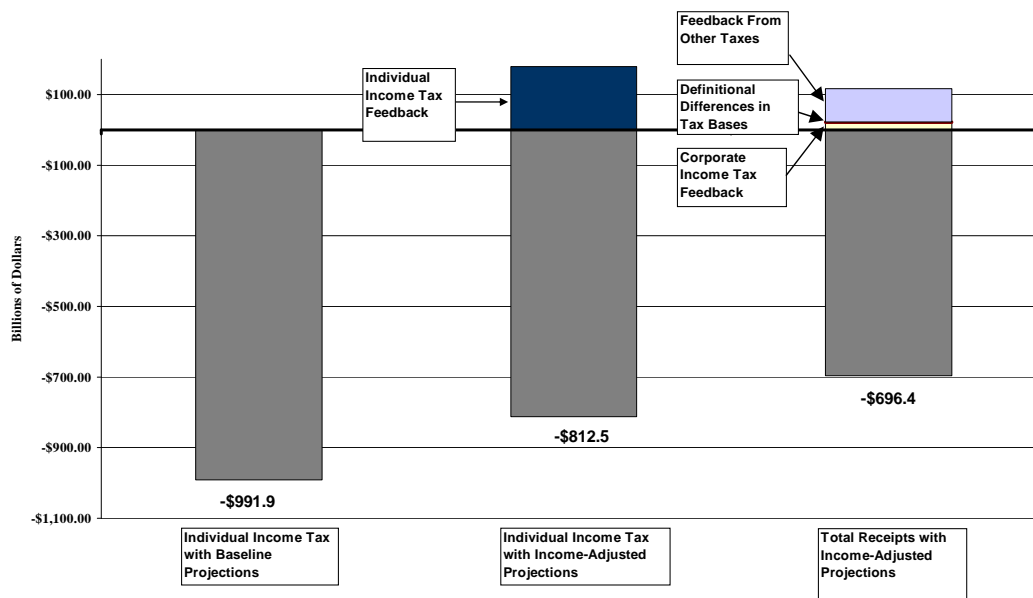 Feedback From
Other Taxes
Individual
Income Tax
Feedback
Definitional
Differences in
Tax Bases
Corporate
Income Tax
Feedback
Billions of Dollars
$100.00
-$100.00
-$300.00
-$500.00
-$700.00
-$900.00
-$1,100.00
-$991.9
-$812.5
-$696.4
Individual Income Tax
with Baseline
Projections
Individual Income Tax
with Income-Adjusted
Projections
Total Receipts with
Income-Adjusted
Projections